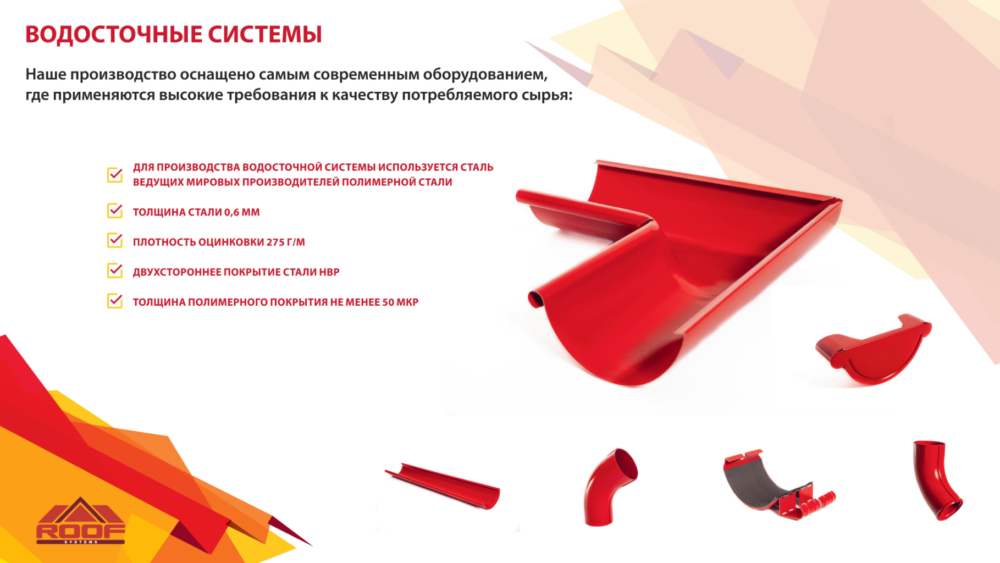 ВОДОСТОЧНЫЕ СИСТЕМЫ
Наше производство оснащено самым современным оборудованием,
где применяются высокие требования к качеству потребляемого сырья:
ДЛЯ ПРОИЗВОДСТВА ВОДОСТОЧНОЙ СИСТЕМЫ ИСПОЛЬЗУЕТСЯ СТАЛЬ
ВЕДУЩИХ МИРОВЫХ ПРОИЗВОДИТЕЛЕЙ ПОЛИМЕРНОЙ СТАЛИ
ТОЛЩИНА СТАЛИ 0,6 ММ
ПЛОТНОСТЬ ОЦИНКОВКИ 275 Г/М
ДВУХСТОРОННЕЕ ПОКРЫТИЕ СТАЛИ HBP
ТОЛЩИНА ПОЛИМЕРНОГО ПОКРЫТИЯ НЕ МЕНЕЕ 50 МКР
ROOF
SYSTEMS